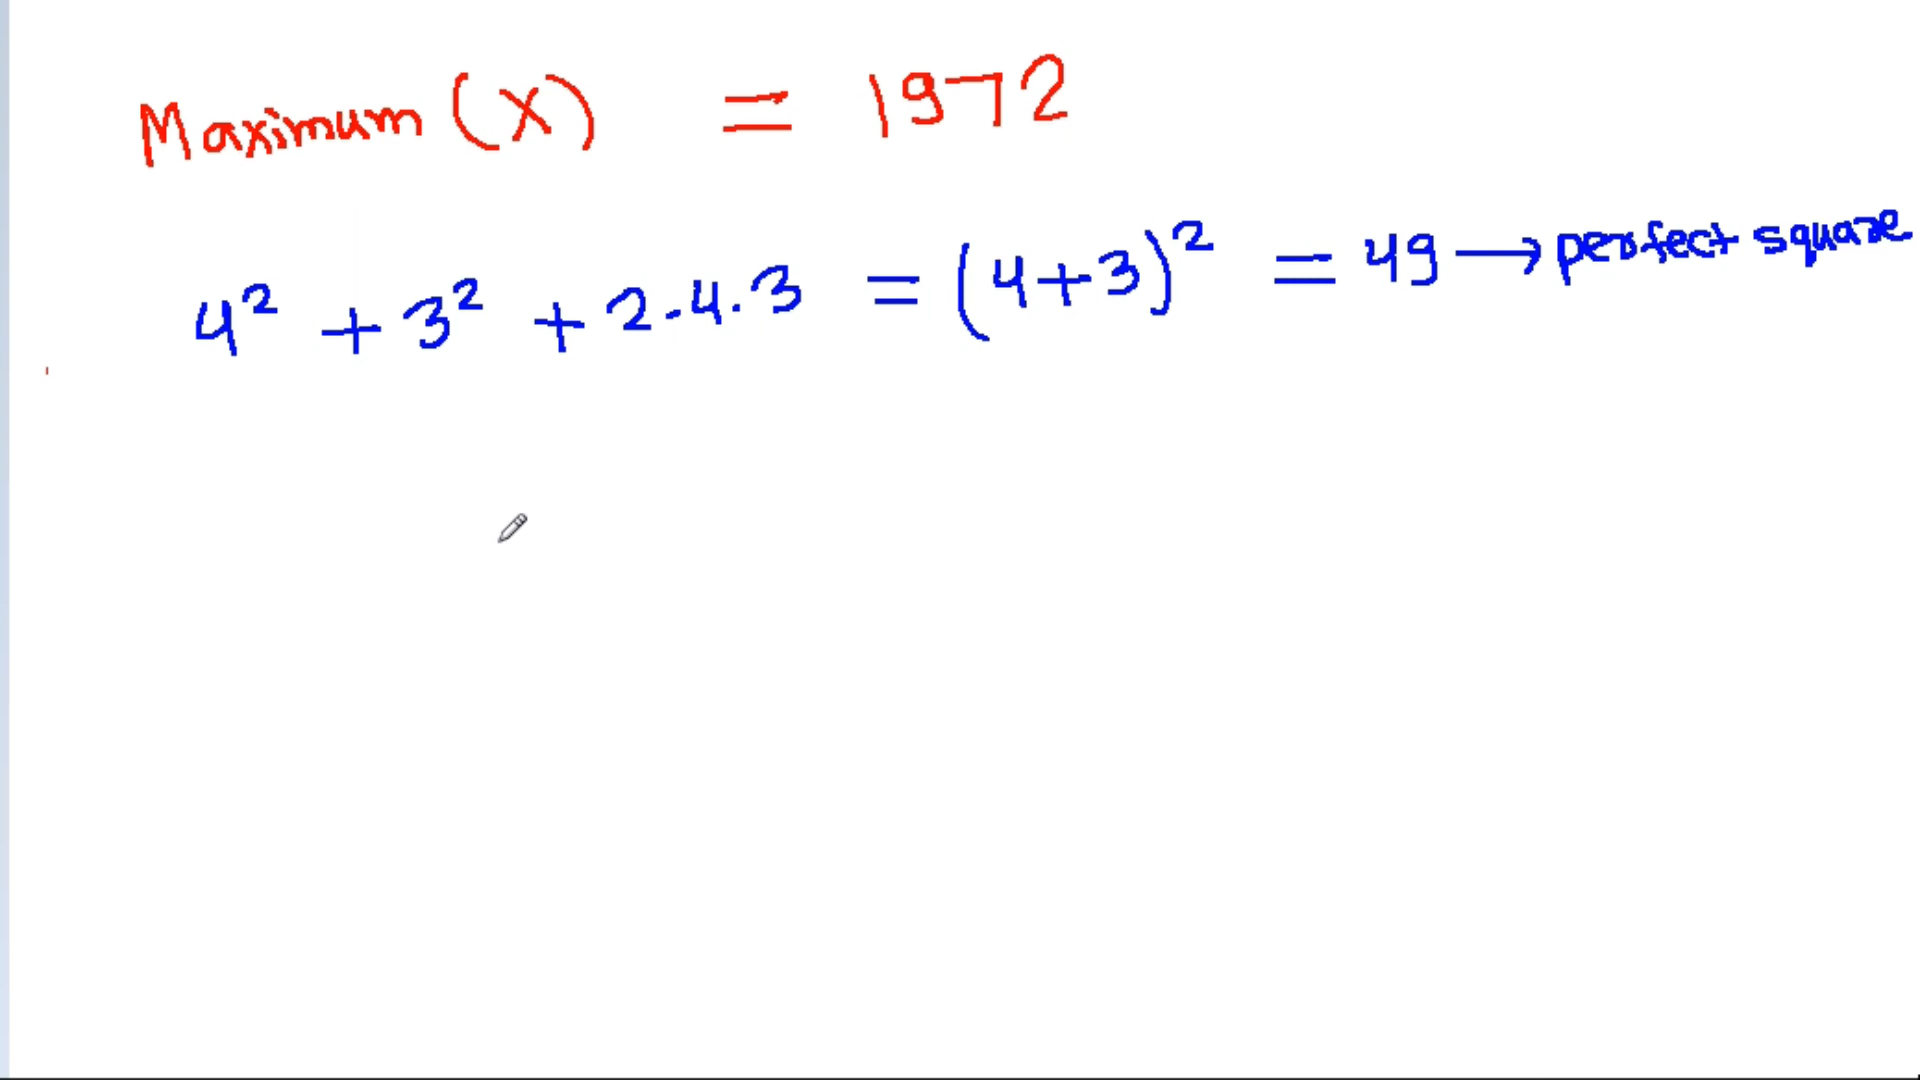 Maximum (X) = 1972
4² + 3² + 2·4·3 = (4+3)² = 49 → perfect square